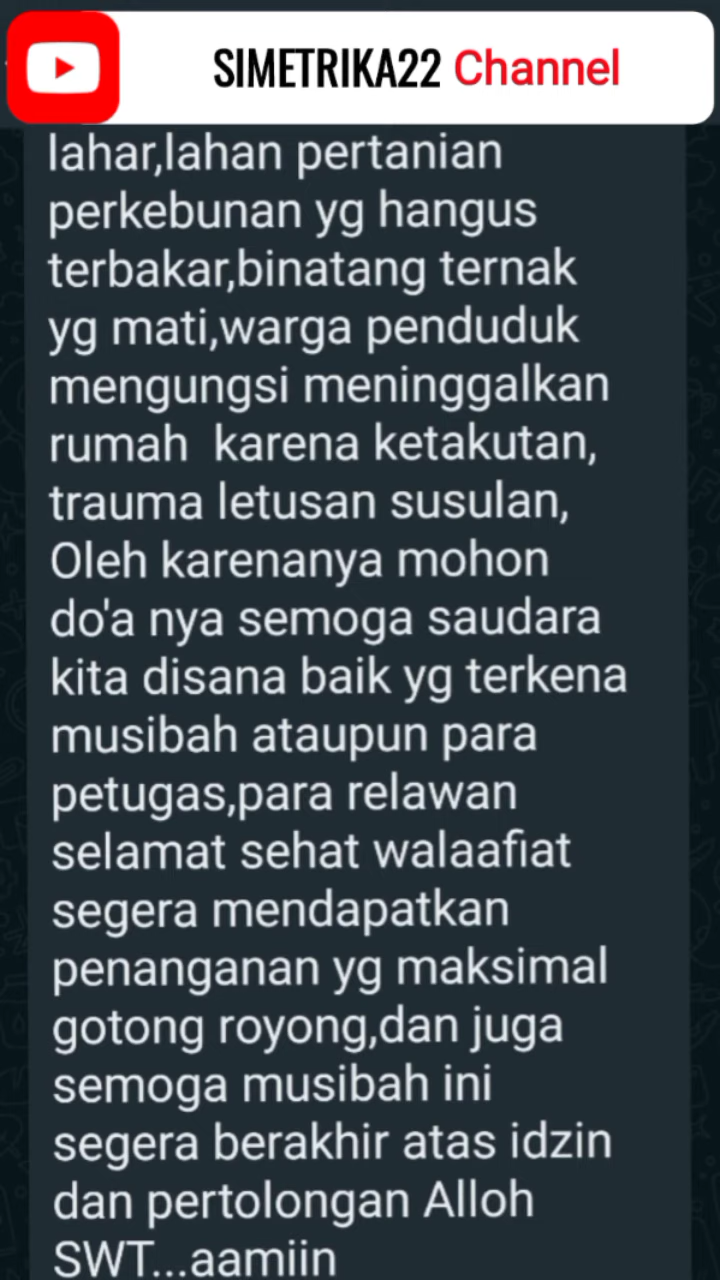 SIMETRIKA22 Channel
lahar,lahan pertanian
perkebunan yg hangus
terbakar,binatang ternak
yg mati,warga penduduk
mengungsi meninggalkan
rumah  karena ketakutan,
trauma letusan susulan,
Oleh karenanya mohon
do'a nya semoga saudara
kita disana baik yg terkena
musibah ataupun para
petugas,para relawan
selamat sehat walaafiat
segera mendapatkan
penanganan yg maksimal
gotong royong,dan juga
semoga musibah ini
segera berakhir atas idzin
dan pertolongan Alloh
SWT...aamiin